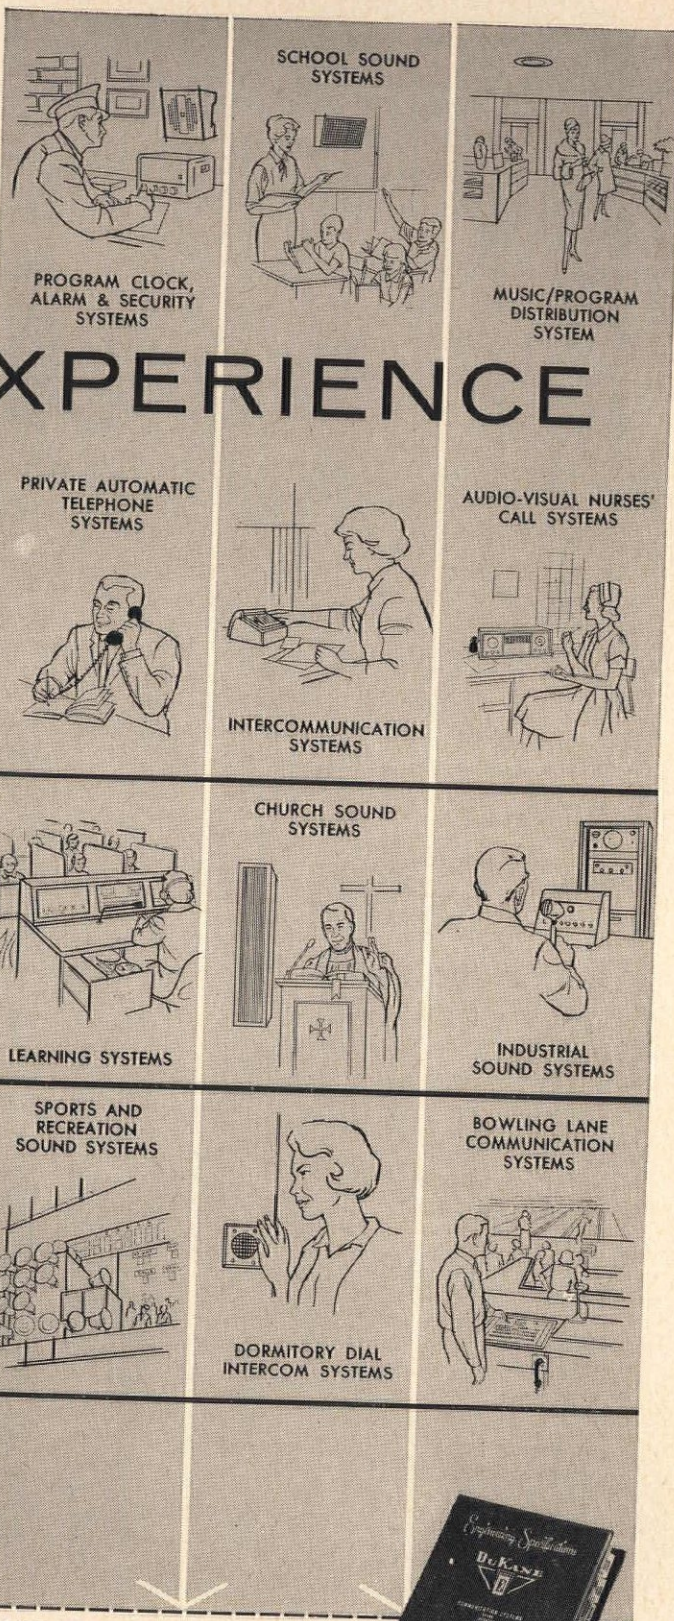 SCHOOL SOUND
SYSTEMS
PROGRAM CLOCK,
ALARM & SECURITY
SYSTEMS
MUSIC/PROGRAM
DISTRIBUTION
SYSTEM
XPERIENCE
PRIVATE AUTOMATIC
TELEPHONE
SYSTEMS
INTERCOMMUNICATION
SYSTEMS
AUDIO-VISUAL NURSES'
CALL SYSTEMS
LEARNING SYSTEMS
CHURCH SOUND
SYSTEMS
INDUSTRIAL
SOUND SYSTEMS
SPORTS AND
RECREATION
SOUND SYSTEMS
DORMITORY DIAL
INTERCOM SYSTEMS
BOWLING LANE
COMMUNICATION
SYSTEMS
Engineering Specifications
DUKANE
COMMUNICATION SYSTEMS